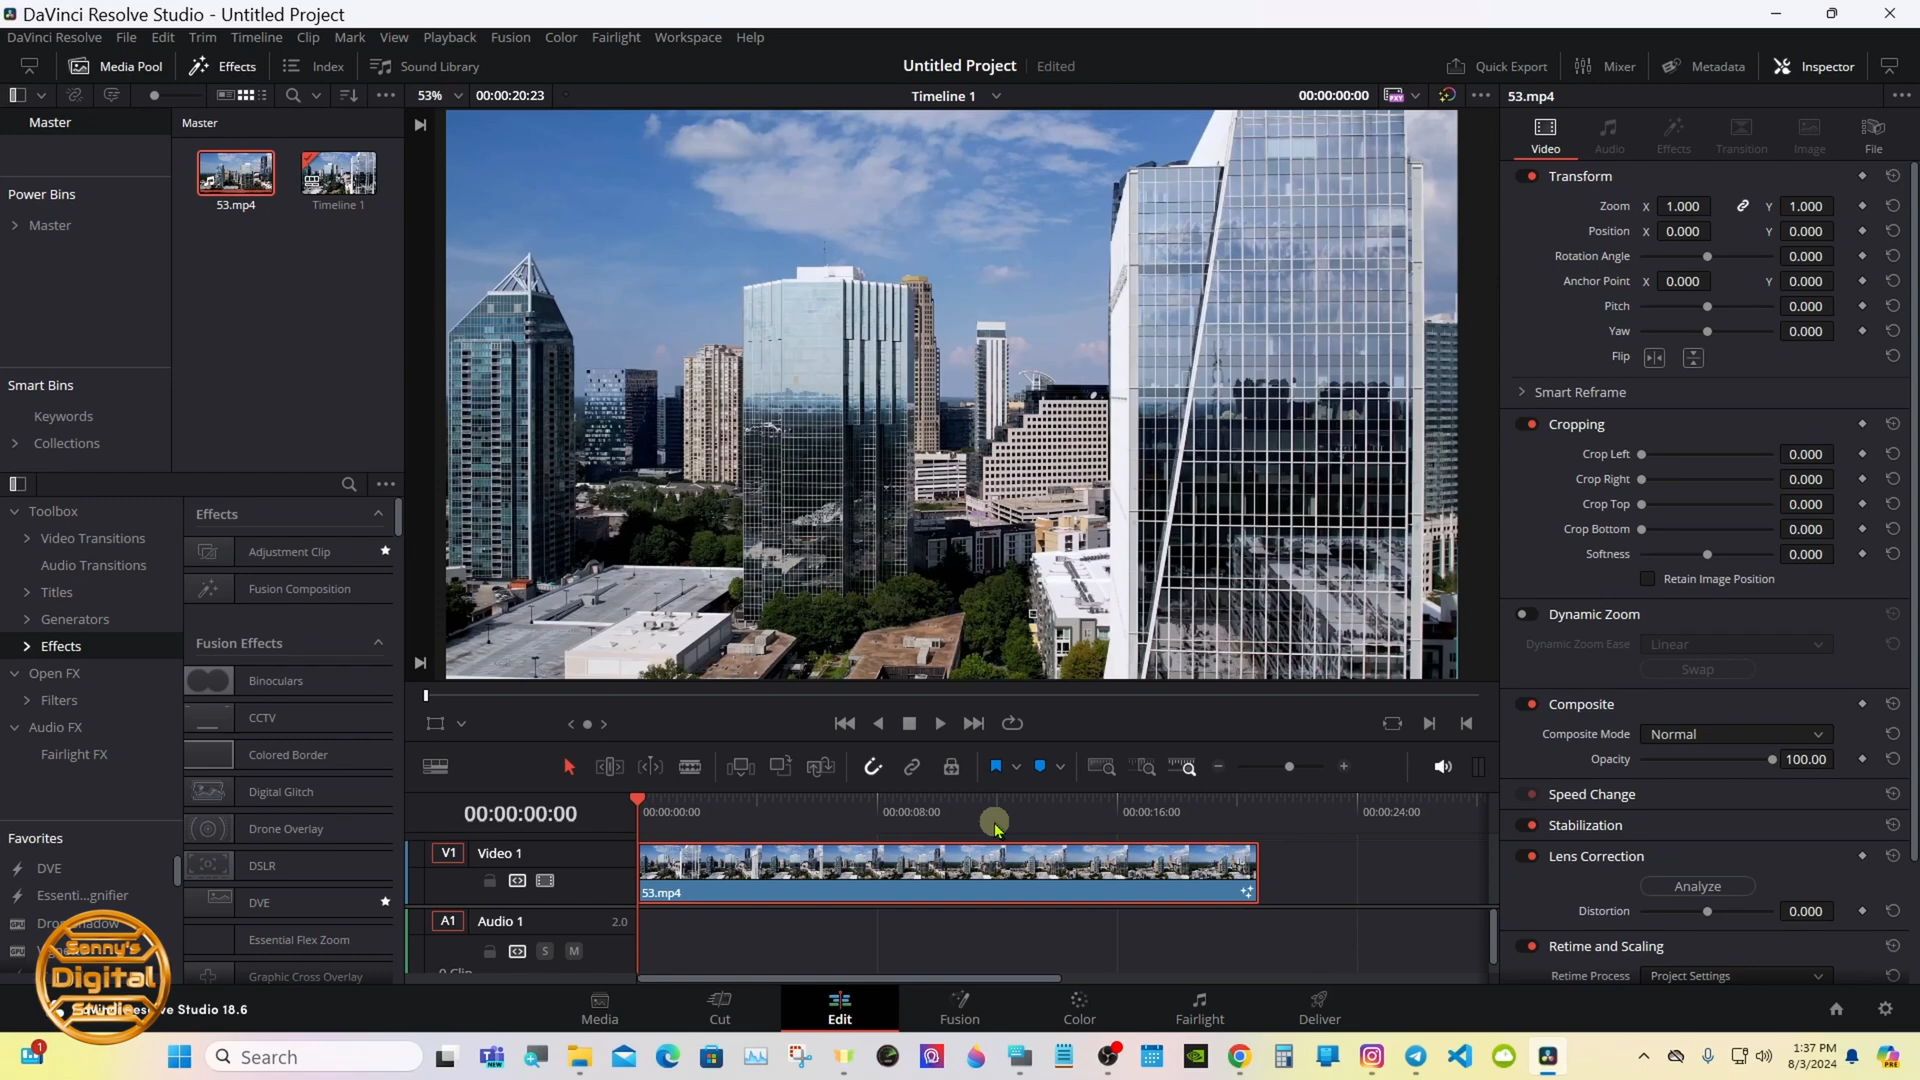 DaVinci Resolve Studio - Untitled Project
DaVinci Resolve File Edit Trim Timeline Clip Mark View Playback Fusion Color Fairlight Workspace Help
Media Pool Effects Index Sound Library Untitled Project Edited Quick Export Mixer Metadata Inspector
53% 00:00:20:23 Timeline 1 00:00:00:00 53.mp4
Master Master
53.mp4 Timeline 1
Power Bins
Master
Smart Bins
Keywords
Collections
Video Audio Effects Transition Image File
Transform
Zoom X 1.000 Y 1.000
Position X 0.000 Y 0.000
Rotation Angle 0.000
Anchor Point X 0.000 Y 0.000
Pitch 0.000
Yaw 0.000
Flip
Smart Reframe
Cropping
Crop Left 0.000
Crop Right 0.000
Crop Top 0.000
Crop Bottom 0.000
Softness 0.000
Retain Image Position
Dynamic Zoom
Dynamic Zoom Ease Linear
Swap
Composite
Composite Mode Normal
Opacity 100.00
Speed Change
Stabilization
Lens Correction
Analyze
Distortion 0.000
Retime and Scaling
Retime Process Project Settings
Toolbox
Video Transitions
Audio Transitions
Titles
Generators
Effects
Open FX
Filters
Audio FX
Fairlight FX
Favorites
DVE
Essenti...gnifier
Effects
Adjustment Clip
Fusion Composition
Fusion Effects
Binoculars
CCTV
Colored Border
Digital Glitch
Drone Overlay
DSLR
DVE
Essential Flex Zoom
Graphic Cross Overlay
00:00:00:00 00:00:00:00 00:00:08:00 00:00:16:00 00:00:24:00
V1 Video 1
53.mp4
A1 Audio 1 2.0
S M
0 Clip
Sonny's
Digital
Studio
Studio 18.6
Media Cut Edit Fusion Color Fairlight Deliver
1 Search NEW PRE
1:37 PM
8/3/2024